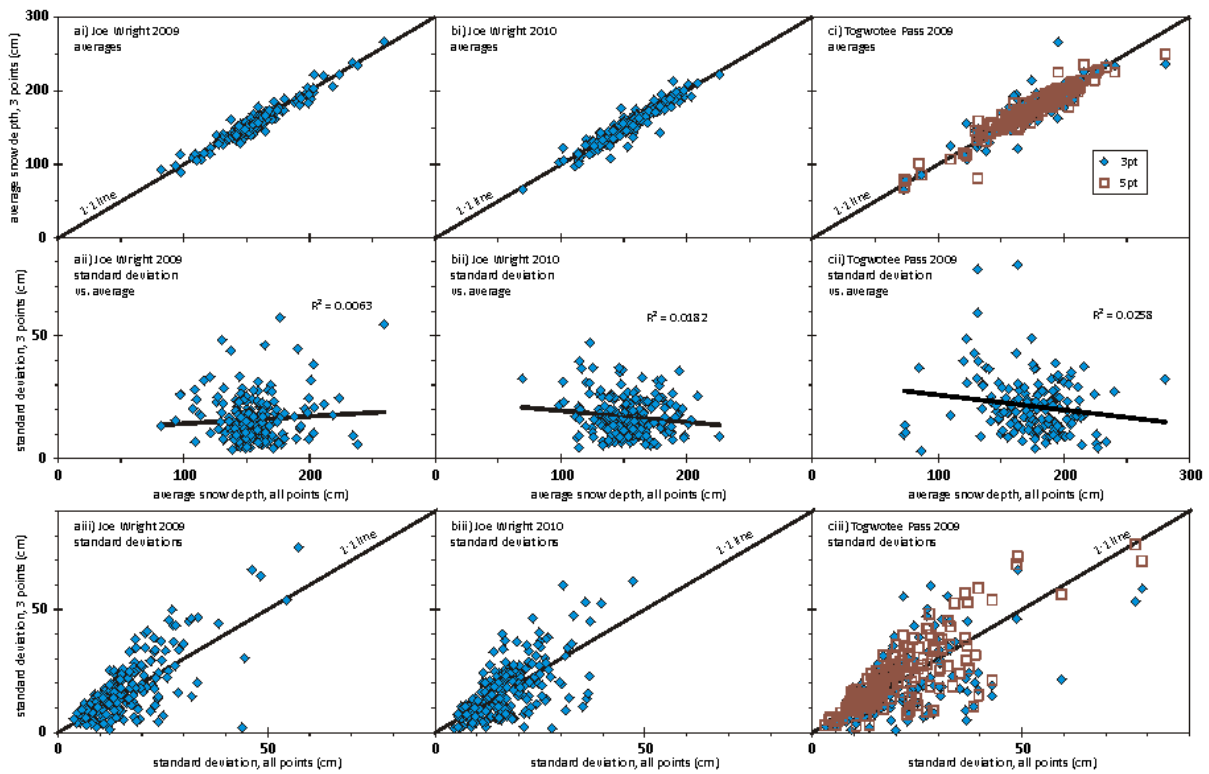 300
200
100
0
average snow depth, 3 points (cm)
ai) Joe Wright 2009
averages
1:1 line
bi) Joe Wright 2010
averages
1:1 line
ci) Togwotee Pass 2009
averages
3pt
5pt
1:1 line
50
0
standard deviation, 3 points (cm)
aii) Joe Wright 2009
standard deviation
vs. average
R² = 0.0063
bii) Joe Wright 2010
standard deviation
vs. average
R² = 0.0182
cii) Togwotee Pass 2009
standard deviation
vs. average
R² = 0.0258
0 100 200 0 100 200 0 100 200 300
average snow depth, all points (cm)
average snow depth, all points (cm)
average snow depth, all points (cm)
50
0
standard deviation, 3 points (cm)
aiii) Joe Wright 2009
standard deviations
1:1 line
biii) Joe Wright 2010
standard deviations
1:1 line
ciii) Togwotee Pass 2009
standard deviations
1:1 line
0 50 0 50 0 50
standard deviation, all points (cm)
standard deviation, all points (cm)
standard deviation, all points (cm)